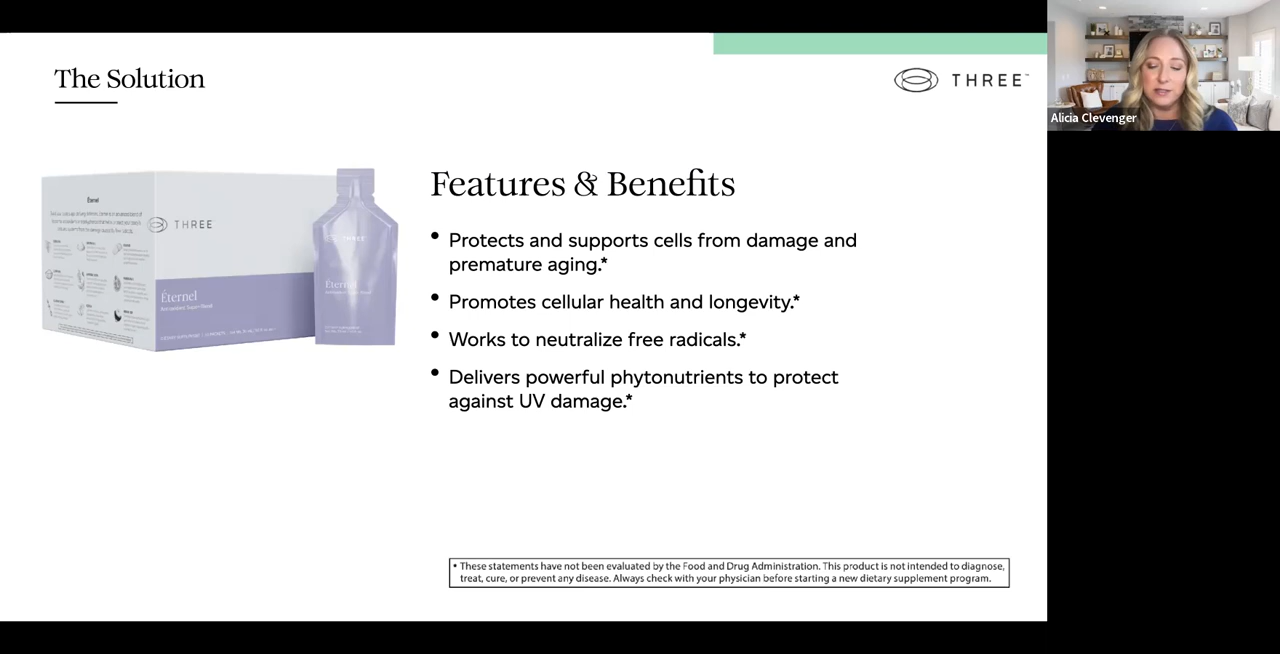 The Solution
THREE™
Alicia Clevenger
Features & Benefits
• Protects and supports cells from damage and
premature aging.*
• Promotes cellular health and longevity.*
• Works to neutralize free radicals.*
• Delivers powerful phytonutrients to protect
against UV damage.*
Éternel
THREE
Éternel
THREE
Éternel
* These statements have not been evaluated by the Food and Drug Administration. This product is not intended to diagnose,
treat, cure, or prevent any disease. Always check with your physician before starting a new dietary supplement program.